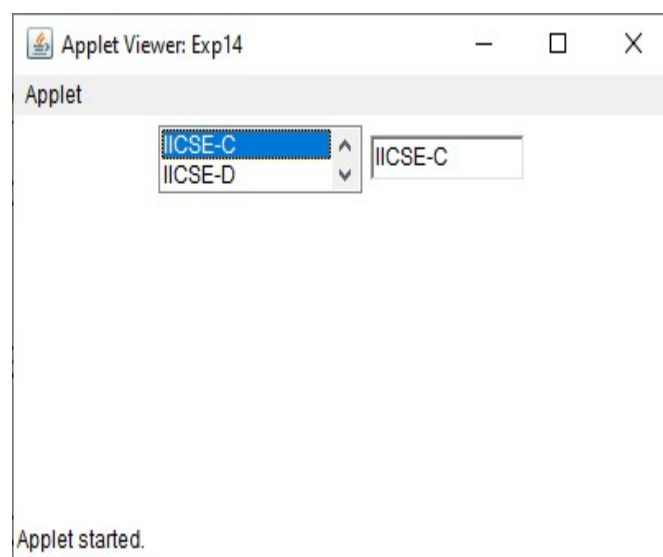 Applet Viewer: Exp14
Applet
IICSE-C
IICSE-D
IICSE-C
Applet started.